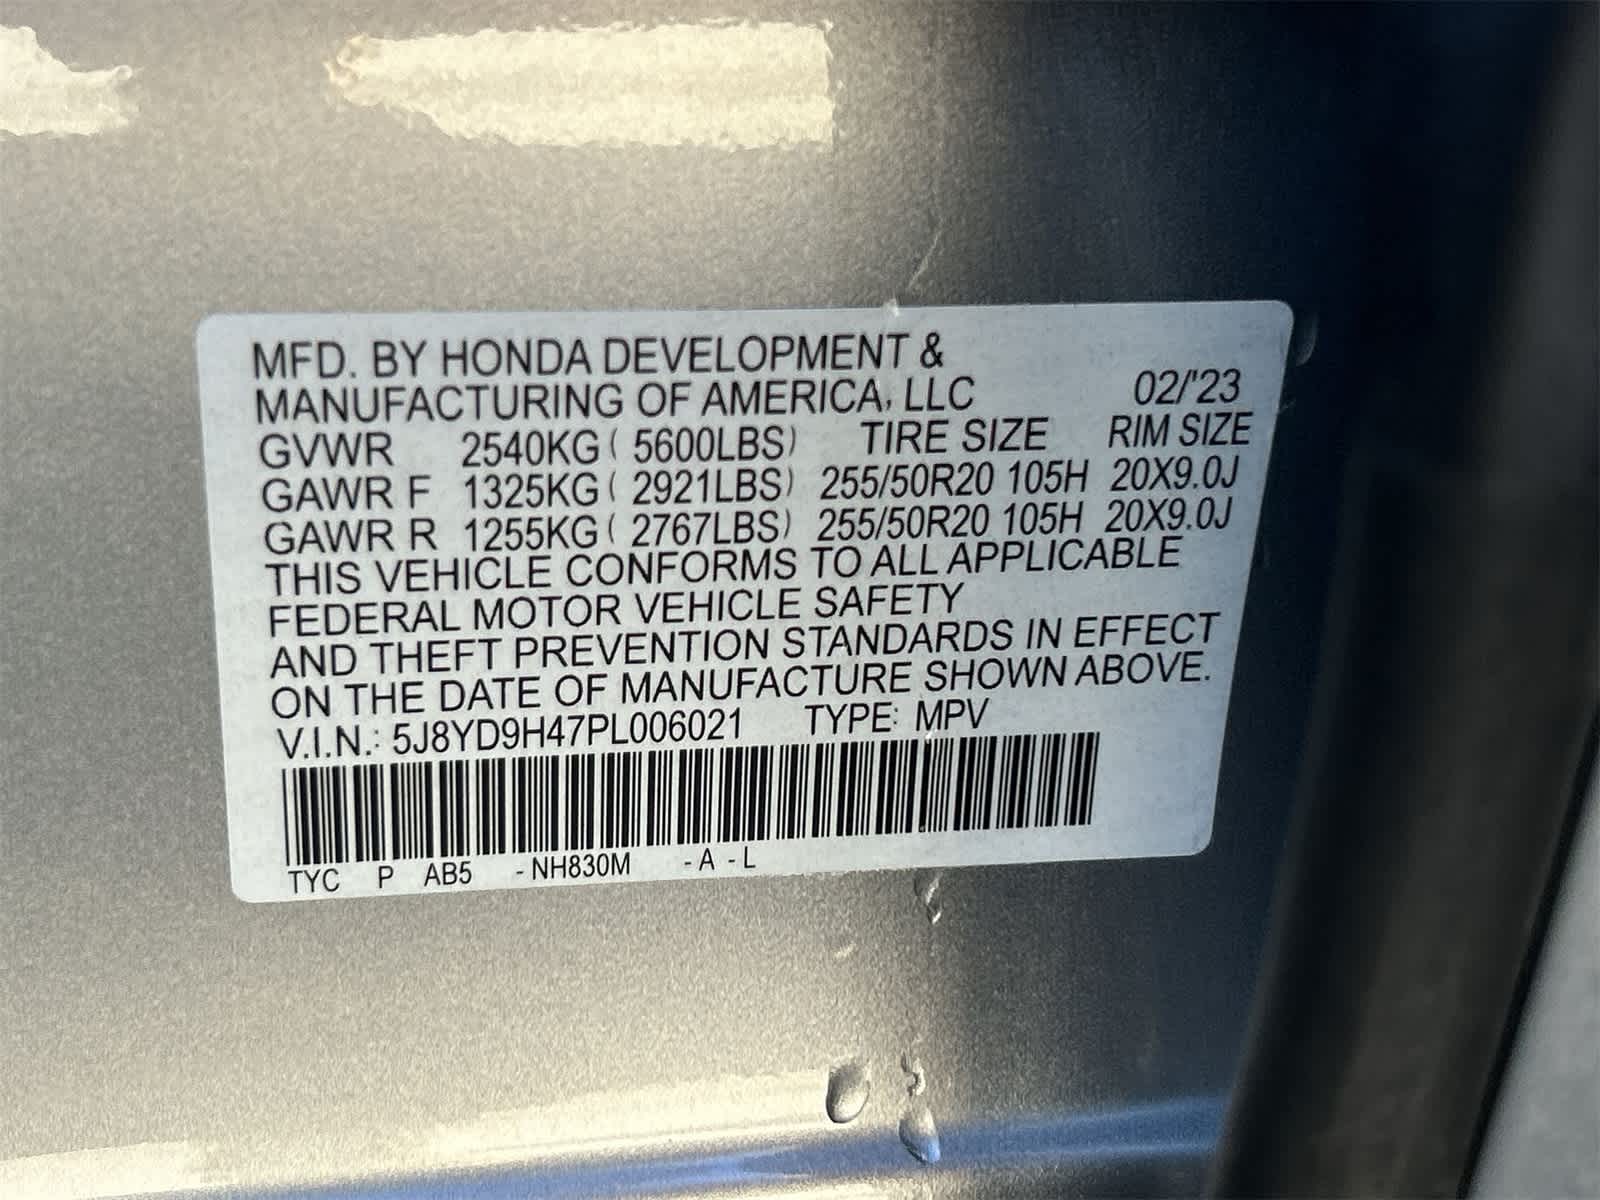 MFD. BY HONDA DEVELOPMENT &
MANUFACTURING OF AMERICA, LLC 02/'23
GVWR 2540KG ( 5600LBS) TIRE SIZE RIM SIZE
GAWR F 1325KG ( 2921LBS) 255/50R20 105H 20X9.0J
GAWR R 1255KG ( 2767LBS) 255/50R20 105H 20X9.0J
THIS VEHICLE CONFORMS TO ALL APPLICABLE
FEDERAL MOTOR VEHICLE SAFETY
AND THEFT PREVENTION STANDARDS IN EFFECT
ON THE DATE OF MANUFACTURE SHOWN ABOVE.
V.I.N.: 5J8YD9H47PL006021 TYPE: MPV
TYC P AB5 - NH830M - A - L